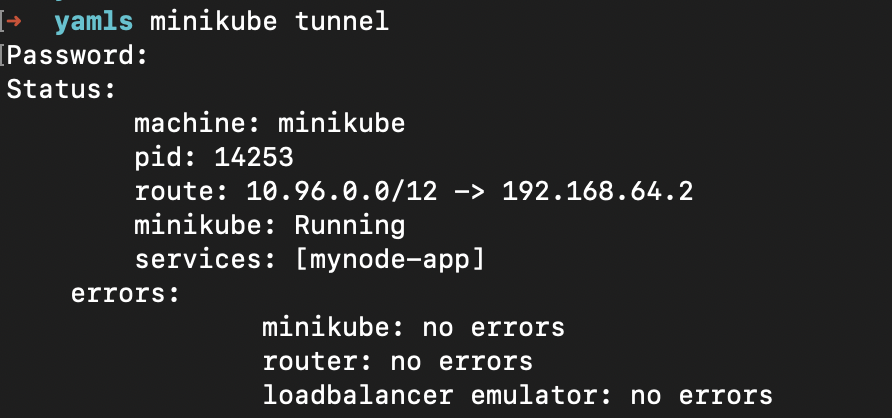 ➜ yamls minikube tunnel
Password:
Status:
machine: minikube
pid: 14253
route: 10.96.0.0/12 -> 192.168.64.2
minikube: Running
services: [mynode-app]
errors:
minikube: no errors
router: no errors
loadbalancer emulator: no errors